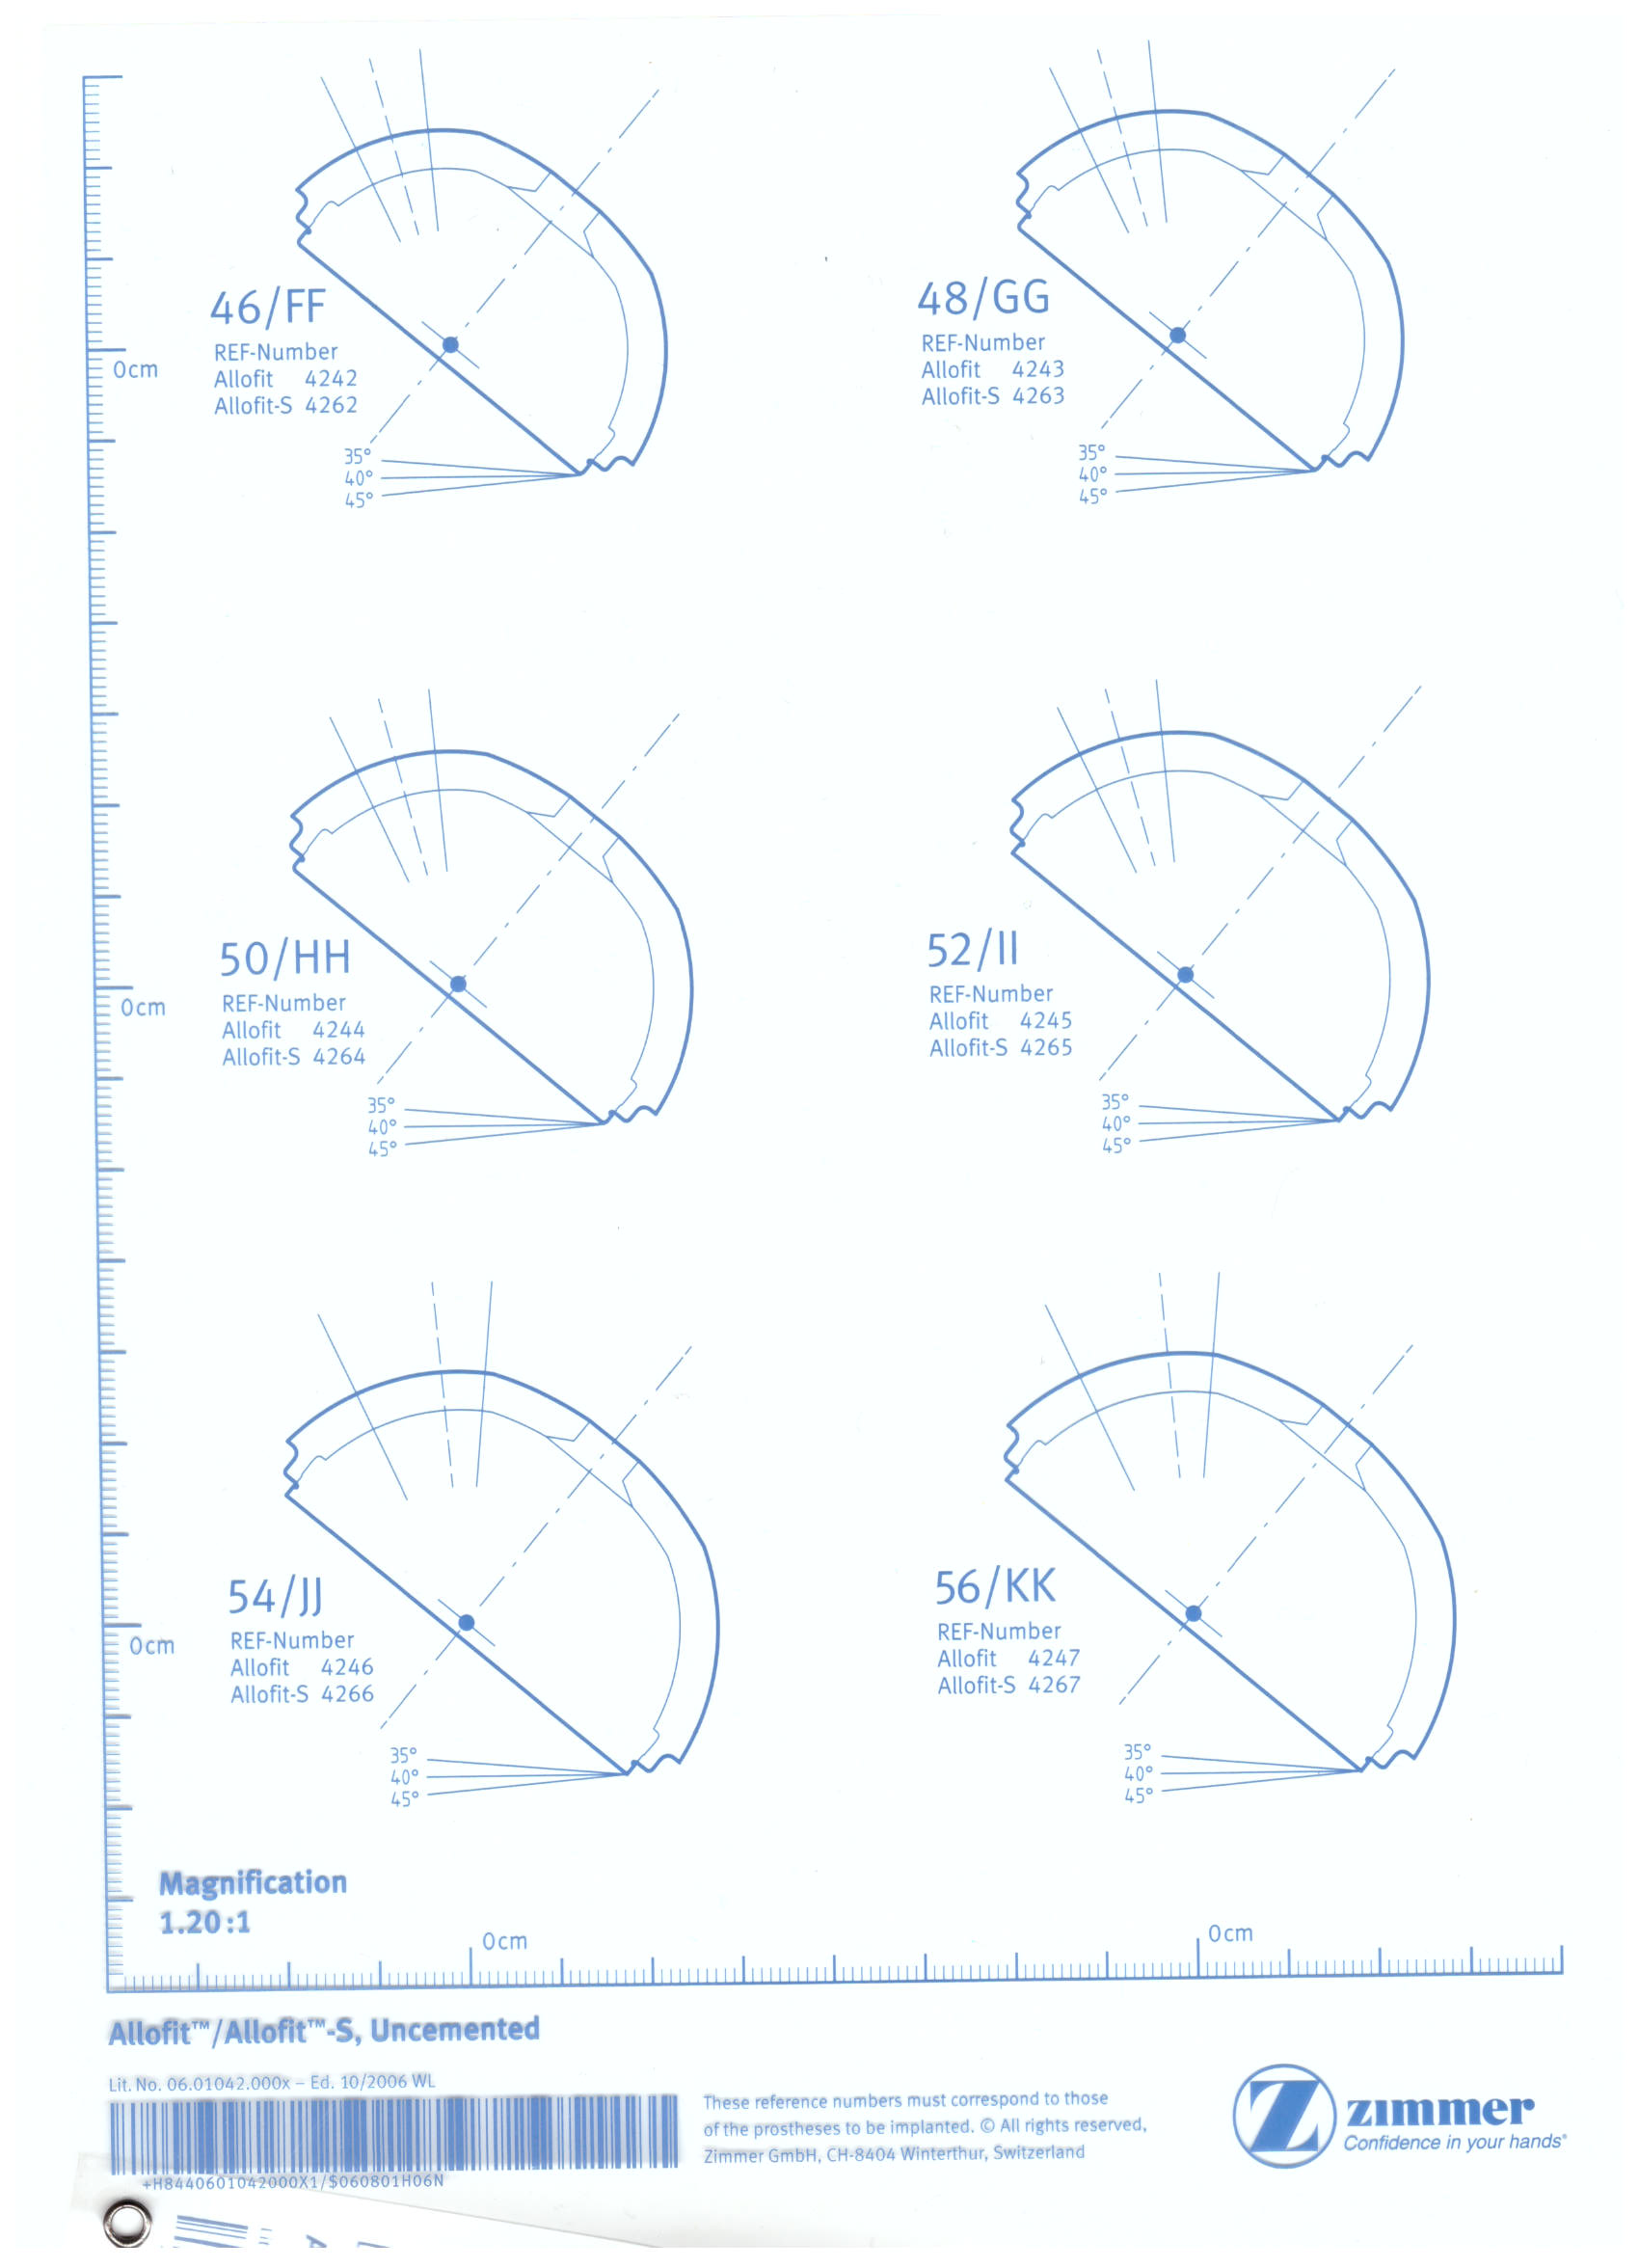 46/FF
REF-Number
Allofit 4242
Allofit-S 4262
35°
40°
45°
48/GG
REF-Number
Allofit 4243
Allofit-S 4263
35°
40°
45°
50/HH
REF-Number
Allofit 4244
Allofit-S 4264
35°
40°
45°
52/II
REF-Number
Allofit 4245
Allofit-S 4265
35°
40°
45°
54/JJ
REF-Number
Allofit 4246
Allofit-S 4266
35°
40°
45°
56/KK
REF-Number
Allofit 4247
Allofit-S 4267
35°
40°
45°
0cm
0cm
0cm
0cm
0cm
Magnification
1.20:1
Allofit™/Allofit™-S, Uncemented
Lit. No. 06.01042.000x – Ed. 10/2006 WL
+H8440601042000X1/$060801H06N
These reference numbers must correspond to those
of the prostheses to be implanted. © All rights reserved,
Zimmer GmbH, CH-8404 Winterthur, Switzerland
Z zimmer
Confidence in your hands®